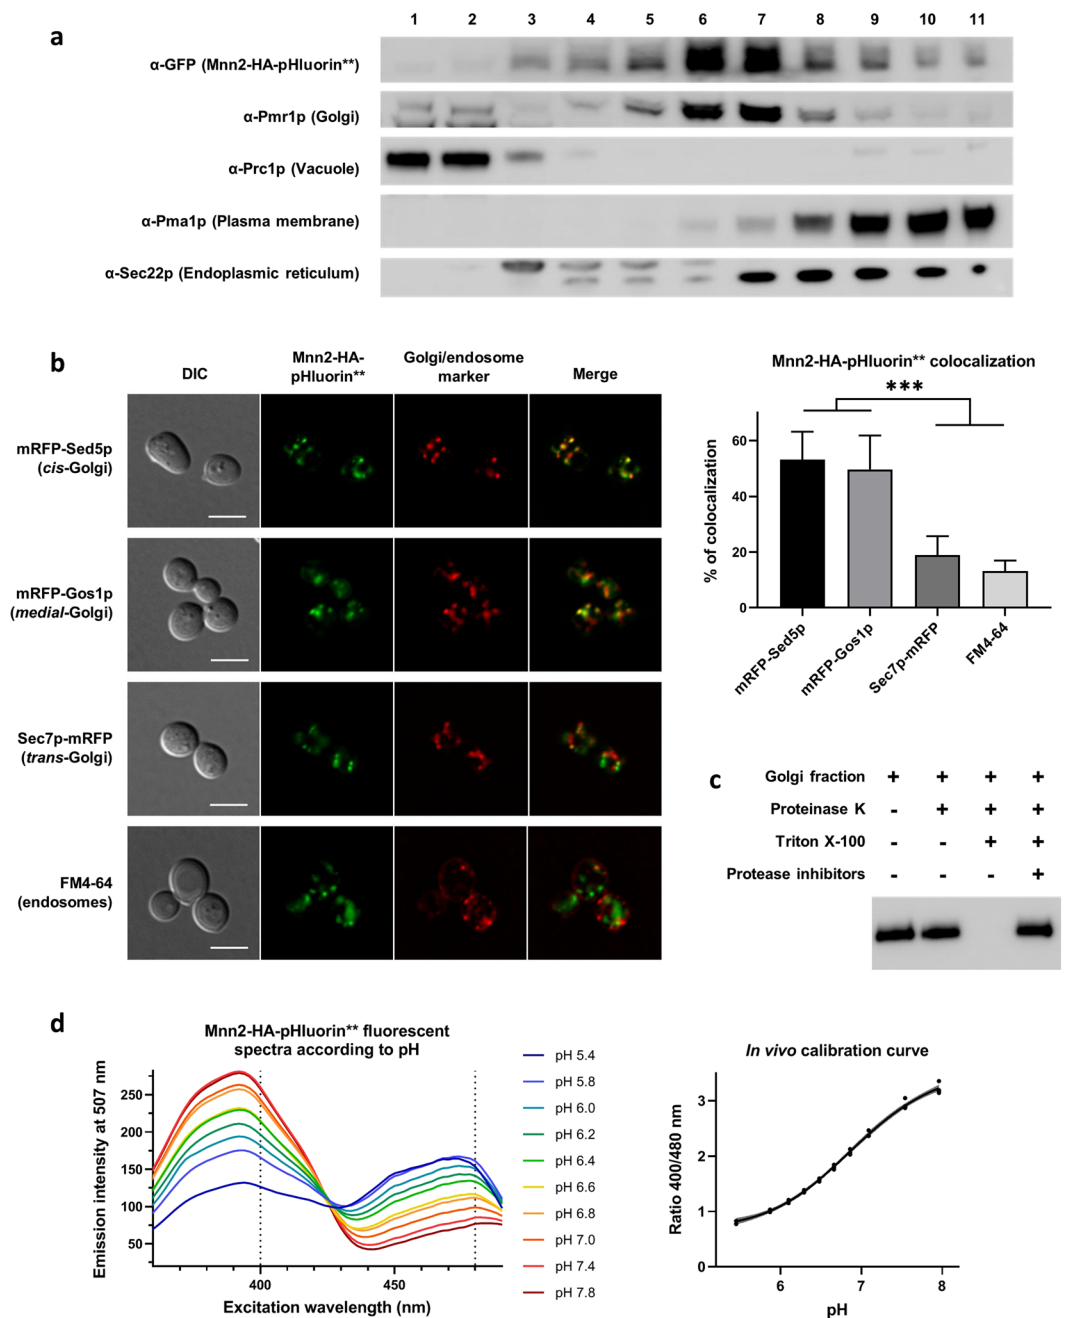 1 2 3 4 5 6 7 8 9 10 11
a
α-GFP (Mnn2-HA-pHluorin**)
α-Pmr1p (Golgi)
α-Prc1p (Vacuole)
α-Pma1p (Plasma membrane)
α-Sec22p (Endoplasmic reticulum)
b
DIC
Mnn2-HA-
pHluorin**
Golgi/endosome
marker
Merge
mRFP-Sed5p
(cis-Golgi)
mRFP-Gos1p
(medial-Golgi)
Sec7p-mRFP
(trans-Golgi)
FM4-64
(endosomes)
Mnn2-HA-pHluorin** colocalization
***
% of colocalization
60
40
20
0
mRFP-Sed5p
mRFP-Gos1p
Sec7p-mRFP
FM4-64
c
Golgi fraction + + + +
Proteinase K - + + +
Triton X-100 - - + +
Protease inhibitors - - - +
d
Mnn2-HA-pHluorin** fluorescent
spectra according to pH
Emission intensity at 507 nm
250
200
150
100
50
400 450
Excitation wavelength (nm)
pH 5.4
pH 5.8
pH 6.0
pH 6.2
pH 6.4
pH 6.6
pH 6.8
pH 7.0
pH 7.4
pH 7.8
In vivo calibration curve
Ratio 400/480 nm
3
2
1
0
6 7 8
pH